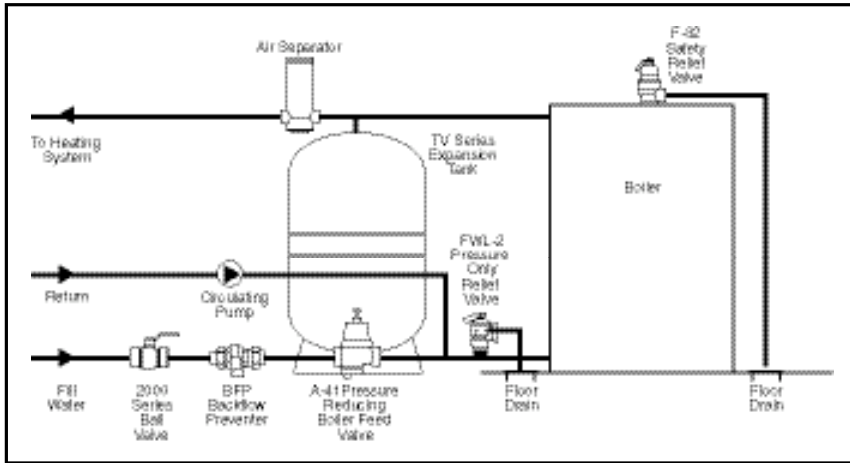 Air Separator
F-82
Safety
Relief
Valve
To Heating
System
TV Series
Expansion
Tank
Boiler
FWL-2
Pressure
Only
Relief
Valve
Return
Circulating
Pump
Fill
Water
2000
Series
Ball
Valve
BFP
Backflow
Preventer
A-41 Pressure
Reducing
Boiler Feed
Valve
Floor
Drain
Floor
Drain